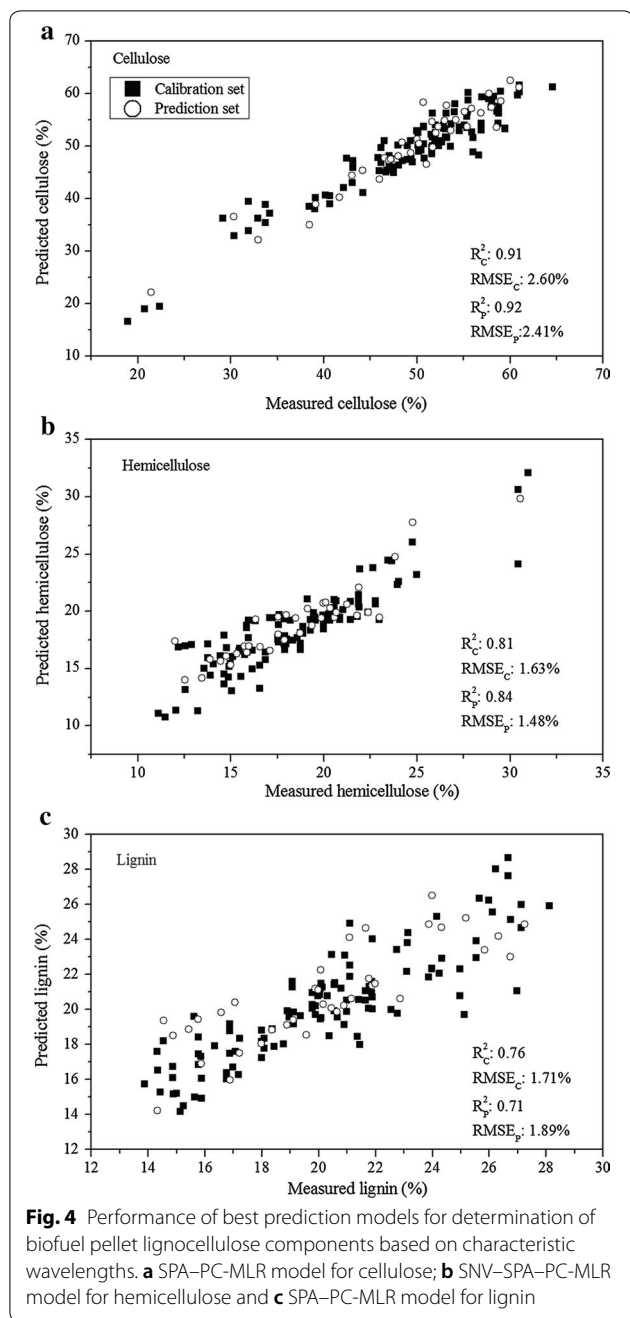 a
Cellulose
Calibration set
Prediction set
70
60
50
40
30
20
10
Predicted cellulose (%)
R²C: 0.91
RMSEC: 2.60%
R²P: 0.92
RMSEP:2.41%
20 30 40 50 60 70
Measured cellulose (%)
b
Hemicellulose
35
30
25
20
15
10
Predicted hemicellulose (%)
R²C: 0.81
RMSEC: 1.63%
R²P: 0.84
RMSEP: 1.48%
10 15 20 25 30 35
Measured hemicellulose (%)
c
Lignin
30
28
26
24
22
20
18
16
14
12
Predicted lignin (%)
R²C: 0.76
RMSEC: 1.71%
R²P: 0.71
RMSEP: 1.89%
12 14 16 18 20 22 24 26 28 30
Measured lignin (%)
Fig. 4 Performance of best prediction models for determination of
biofuel pellet lignocellulose components based on characteristic
wavelengths. a SPA–PC-MLR model for cellulose; b SNV–SPA–PC-MLR
model for hemicellulose and c SPA–PC-MLR model for lignin